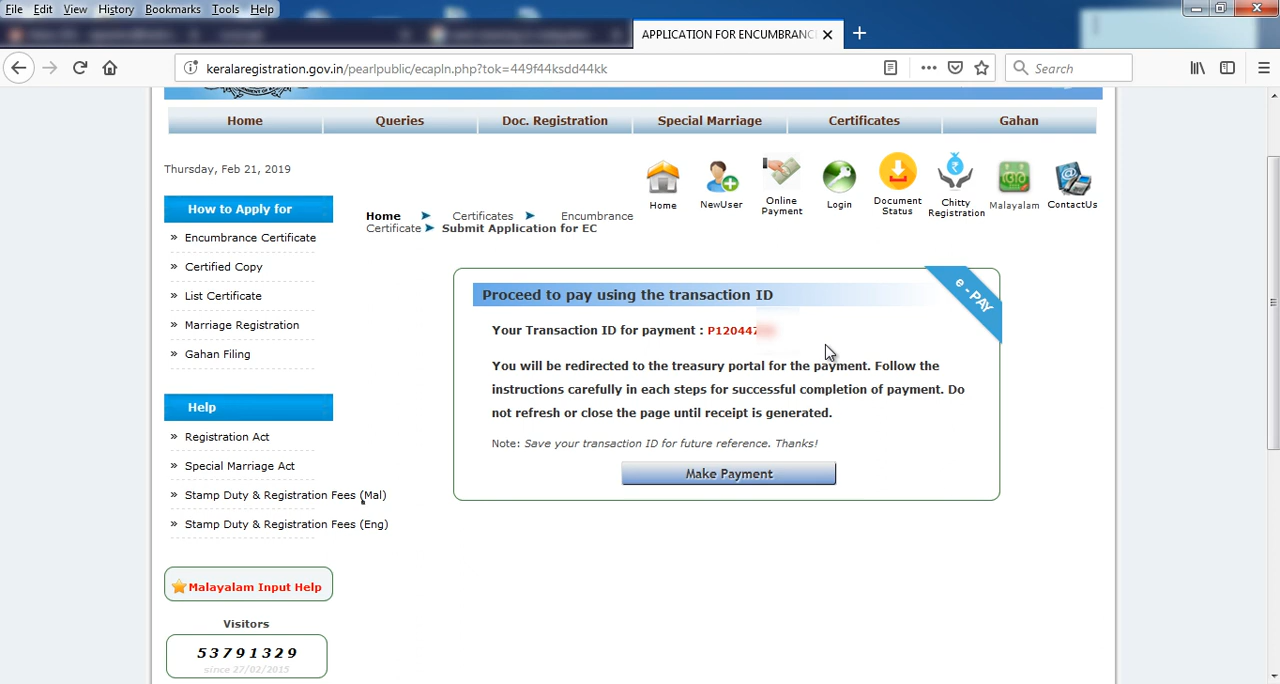 File Edit View History Bookmarks Tools Help
APPLICATION FOR ENCUMBRANC
keralaregistration.gov.in/pearlpublic/ecapln.php?tok=449f44ksdd44kk
Search
Home Queries Doc. Registration Special Marriage Certificates Gahan
Thursday, Feb 21, 2019
Home
NewUser
Online Payment
Login
Document Status
Chitty Registration
Malayalam
ContactUs
How to Apply for
» Encumbrance Certificate
» Certified Copy
» List Certificate
» Marriage Registration
» Gahan Filing
Help
» Registration Act
» Special Marriage Act
» Stamp Duty & Registration Fees (Mal)
» Stamp Duty & Registration Fees (Eng)
Malayalam Input Help
Visitors
53791329
since 27/02/2015
Home Certificates Encumbrance
Certificate Submit Application for EC
e - PAY
Proceed to pay using the transaction ID
Your Transaction ID for payment : P12044
You will be redirected to the treasury portal for the payment. Follow the
instructions carefully in each steps for successful completion of payment. Do
not refresh or close the page until receipt is generated.
Note: Save your transaction ID for future reference. Thanks!
Make Payment